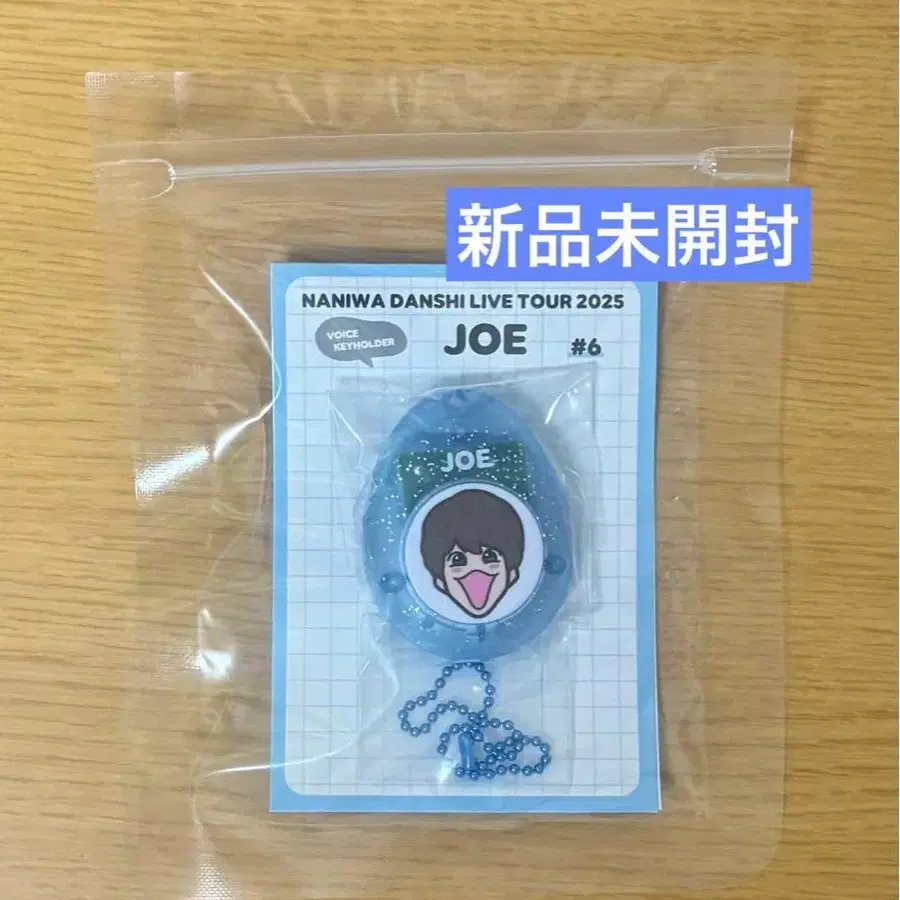 新品未開封
NANIWA DANSHI LIVE TOUR 2025
VOICE
KEYHOLDER
JOE
#6
JOE